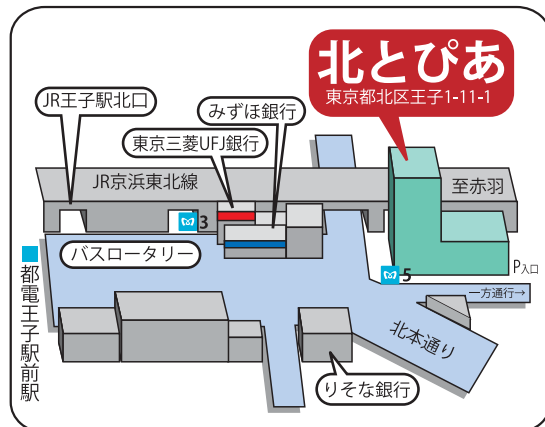 北とぴあ
東京都北区王子1-11-1
JR王子駅北口
みずほ銀行
東京三菱UFJ銀行
JR京浜東北線
至赤羽
3
バスロータリー
5
P入口
一方通行→
都電王子駅前駅
北本通り
りそな銀行